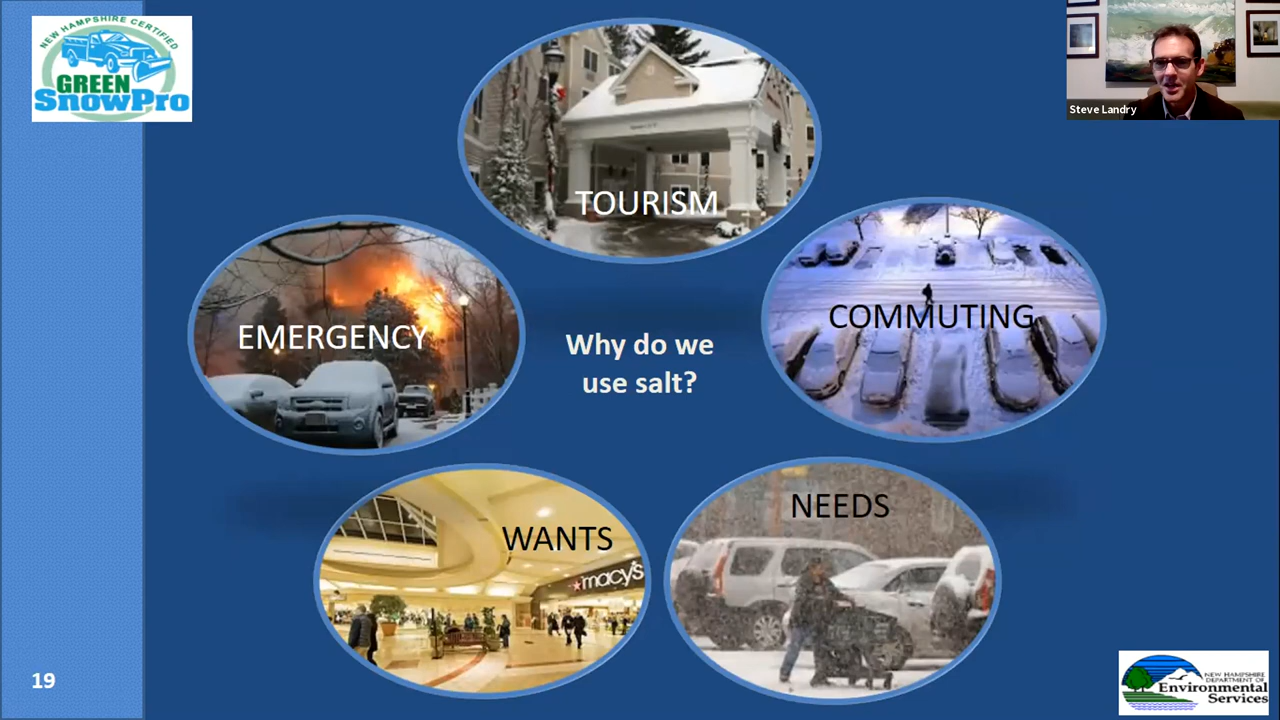 NEW HAMPSHIRE CERTIFIED
GREEN
SnowPro
Steve Landry
TOURISM
EMERGENCY
COMMUTING
Why do we
use salt?
WANTS
macy's
NEEDS
19
NEW HAMPSHIRE
DEPARTMENT OF
Environmental
Services